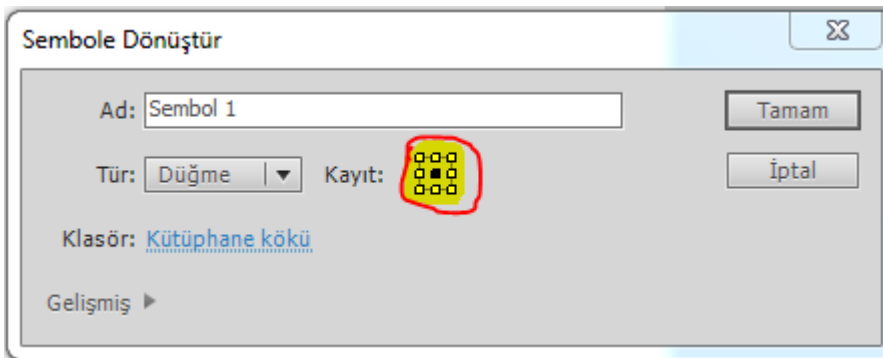 Sembole Dönüştür
Ad: Sembol 1
Tamam
Tür: Düğme Kayıt:
İptal
Klasör: Kütüphane kökü
Gelişmiş